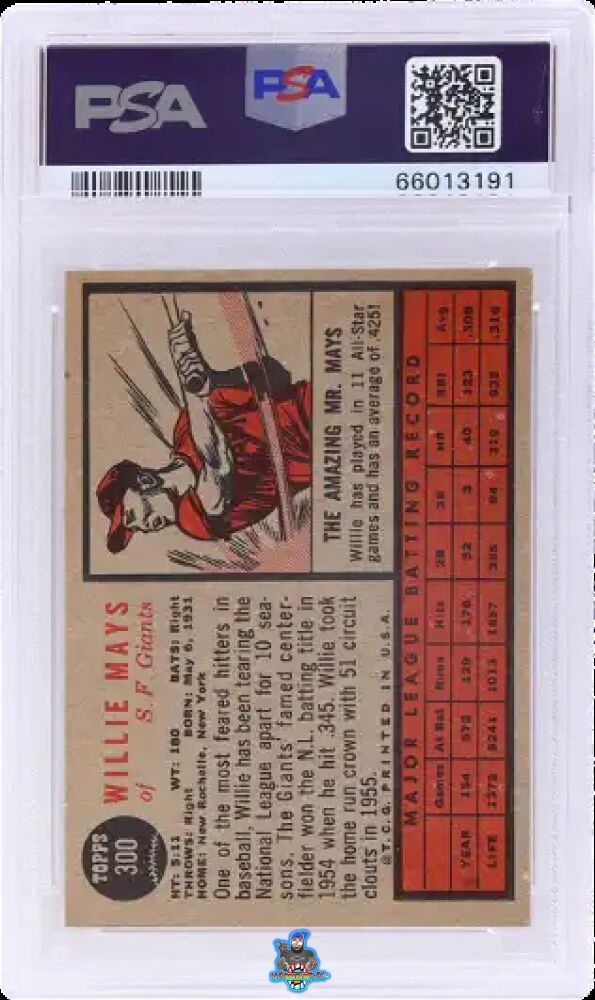 PSA
PSA
66013191
TOPPS
300
WILLIE MAYS
of S.F. Giants
HT: 5:11 WT: 180 BATS: Right
THROWS: Right BORN: May 6, 1931
HOME: New Rochelle, New York
One of the most feared hitters in
baseball, Willie has been tearing the
National League apart for 10 sea-
sons. The Giants' famed center-
fielder won the N.L. batting title in
1954 when he hit .345. Willie took
the home run crown with 51 circuit
clouts in 1955.
©T.C.G. PRINTED IN U.S.A.
THE AMAZING MR. MAYS
Willie has played in 11 All-Star
games and has an average of .425!
MAJOR LEAGUE BATTING RECORD
Games At Bat Runs Hits 2B 3B HR RBI Avg.
YEAR 154 572 129 176 32 3 40 123 .308
LIFE 1372 5241 1013 1657 266 94 319 .316